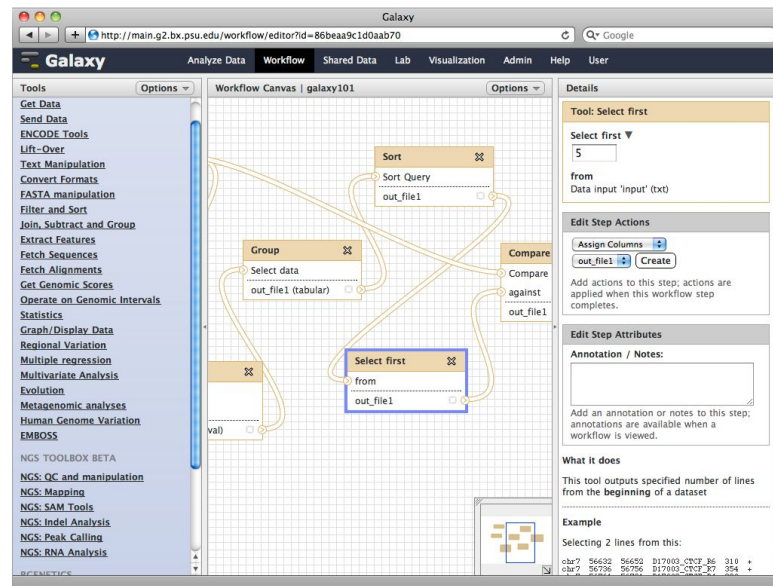 Galaxy
http://main.g2.bx.psu.edu/workflow/editor?id=86beaa9c1d0aab70
Google
Galaxy
Analyze Data Workflow Shared Data Lab Visualization Admin Help User
Tools
Options
Get Data
Send Data
ENCODE Tools
Lift-Over
Text Manipulation
Convert Formats
FASTA manipulation
Filter and Sort
Join, Subtract and Group
Extract Features
Fetch Sequences
Fetch Alignments
Get Genomic Scores
Operate on Genomic Intervals
Statistics
Graph/Display Data
Regional Variation
Multiple regression
Multivariate Analysis
Evolution
Metagenomic analyses
Human Genome Variation
EMBOSS
NGS TOOLBOX BETA
NGS: QC and manipulation
NGS: Mapping
NGS: SAM Tools
NGS: Indel Analysis
NGS: Peak Calling
NGS: RNA Analysis
Workflow Canvas | galaxy101
Options
Sort
Sort Query
out_file1
Group
Select data
out_file1 (tabular)
Compare
Compare
against
out_file1
Select first
from
out_file1
val)
Details
Tool: Select first
Select first
5
from
Data input 'input' (txt)
Edit Step Actions
Assign Columns
out_file1 Create
Add actions to this step; actions are
applied when this workflow step
completes.
Edit Step Attributes
Annotation / Notes:
Add an annotation or notes to this step;
annotations are available when a
workflow is viewed.
What it does
This tool outputs specified number of lines
from the beginning of a dataset
Example
Selecting 2 lines from this:
chr7 56632 56652 D17003_CTCF_R6 310 +
chr7 56736 56756 D17003_CTCF_R7 354 +